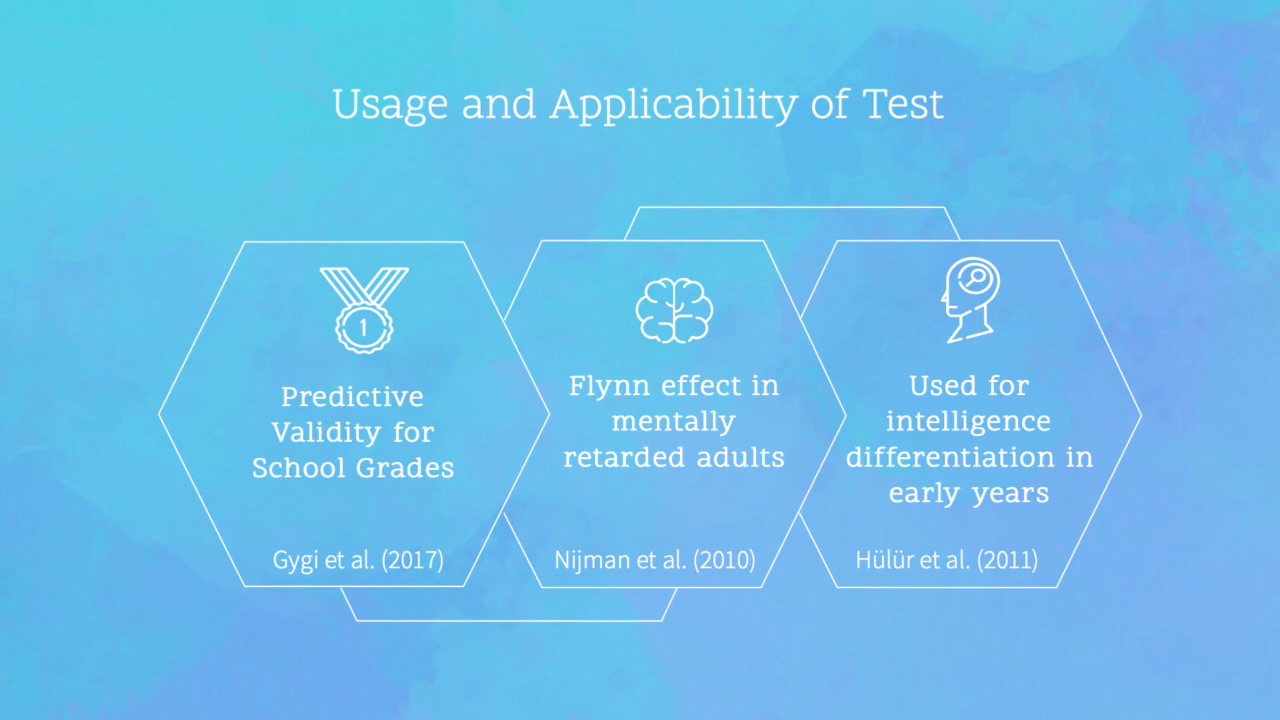 Usage and Applicability of Test
1
Predictive
Validity for
School Grades
Gygi et al. (2017)
Flynn effect in
mentally
retarded adults
Nijman et al. (2010)
Used for
intelligence
differentiation in
early years
Hülür et al. (2011)